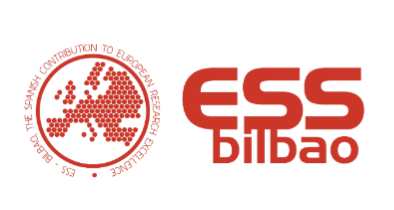 ESS - BILBAO, THE SPANISH CONTRIBUTION TO EUROPEAN RESEARCH EXCELLENCE
ESS
bilbao